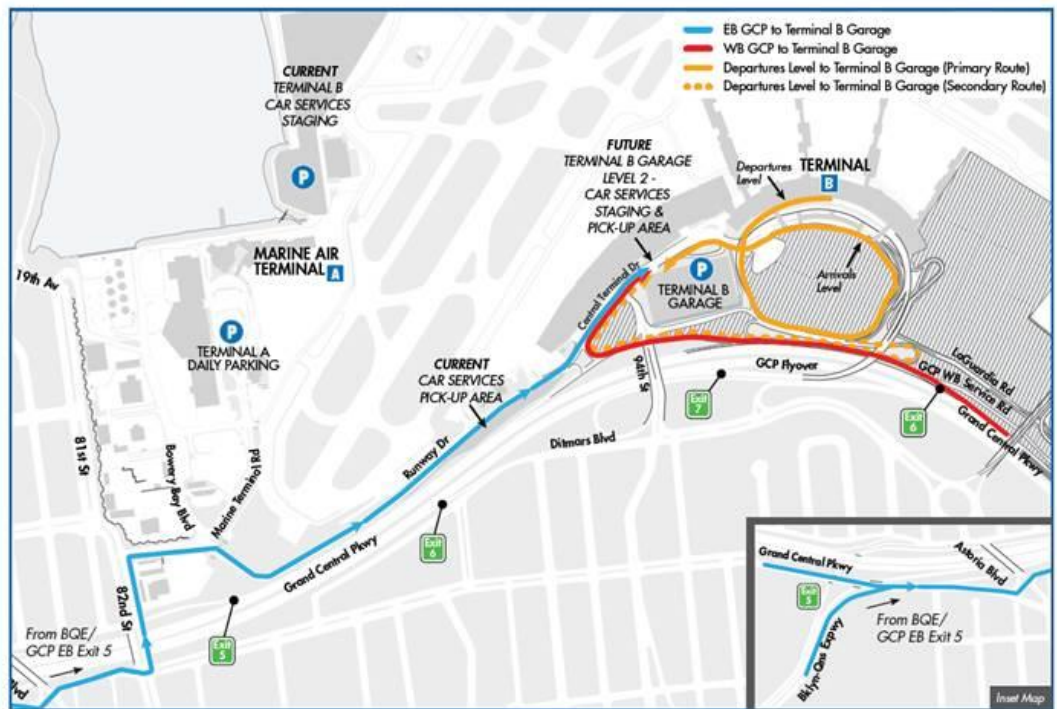 EB GCP to Terminal B Garage
WB GCP to Terminal B Garage
Departures Level to Terminal B Garage (Primary Route)
Departures Level to Terminal B Garage (Secondary Route)
CURRENT
TERMINAL B
CAR SERVICES
STAGING
P
FUTURE
TERMINAL B GARAGE
LEVEL 2 -
CAR SERVICES
STAGING &
PICK-UP AREA
Departures
Level
TERMINAL
B
Arrivals
Level
P
TERMINAL B
GARAGE
Central Terminal Dr
19th Av
MARINE AIR
TERMINAL A
P
TERMINAL A
DAILY PARKING
CURRENT
CAR SERVICES
PICK-UP AREA
94th St
GCP Flyover
LaGuardia Rd
GCP WB Service Rd
Grand Central Pkwy
Exit
7
Exit
6
Ditmars Blvd
Runway Dr
81st St
Bowery Bay Blvd
Marine Terminal Rd
Grand Central Pkwy
Exit
6
82nd St
Exit
5
From BQE/
GCP EB Exit 5
Blvd
Grand Central Pkwy
Astoria Blvd
Exit
5
From BQE/
GCP EB Exit 5
Bklyn-Qns Expwy
Inset Map